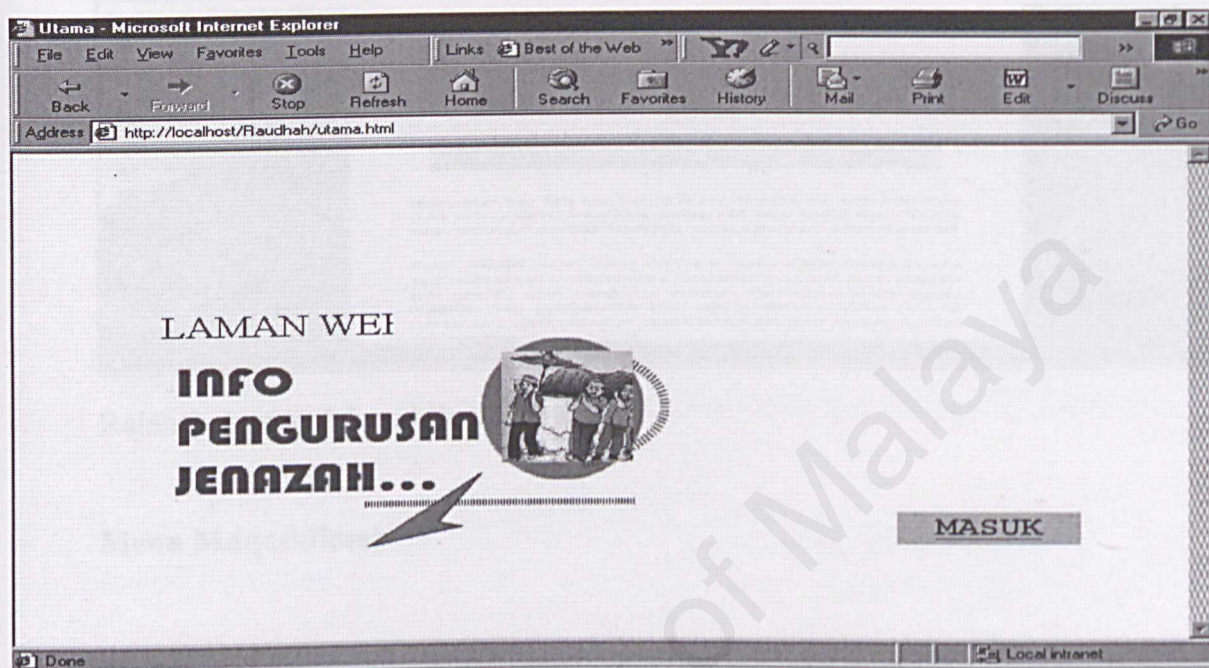 Utama - Microsoft Internet Explorer
File Edit View Favorites Tools Help Links Best of the Web » Y? »
Back Forward Stop Refresh Home Search Favorites History Mail Print Edit Discuss »
Address http://localhost/Raudhah/utama.html Go
LAMAN WEI
INFO
PENGURUSAN
JENAZAH...
MASUK
Done Local intranet
of Malaya